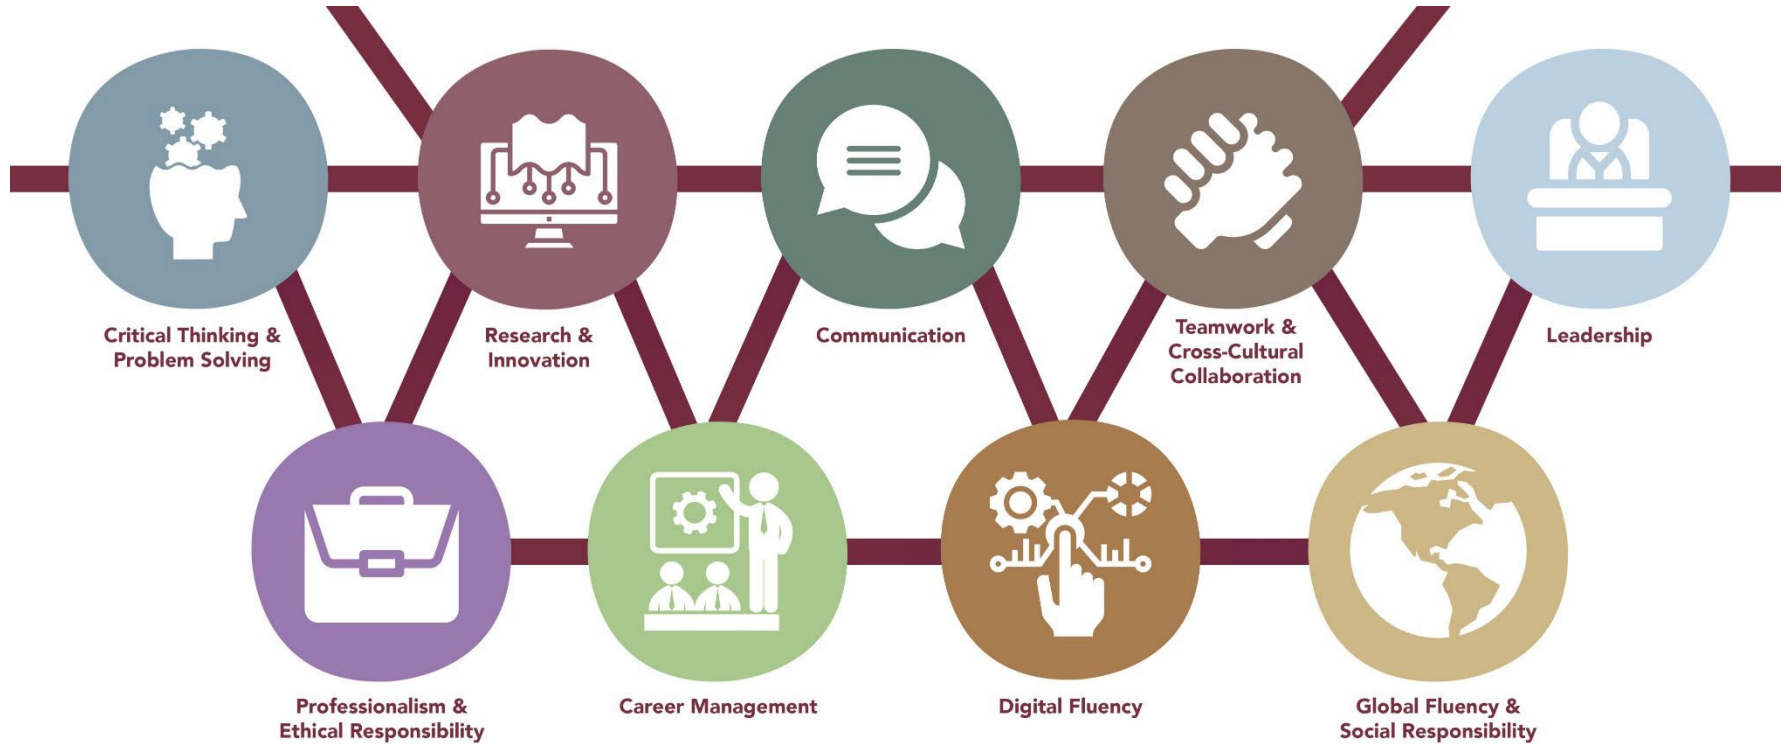 Critical Thinking &
Problem Solving
Research &
Innovation
Communication
Teamwork &
Cross-Cultural
Collaboration
Leadership
Professionalism &
Ethical Responsibility
Career Management
Digital Fluency
Global Fluency &
Social Responsibility